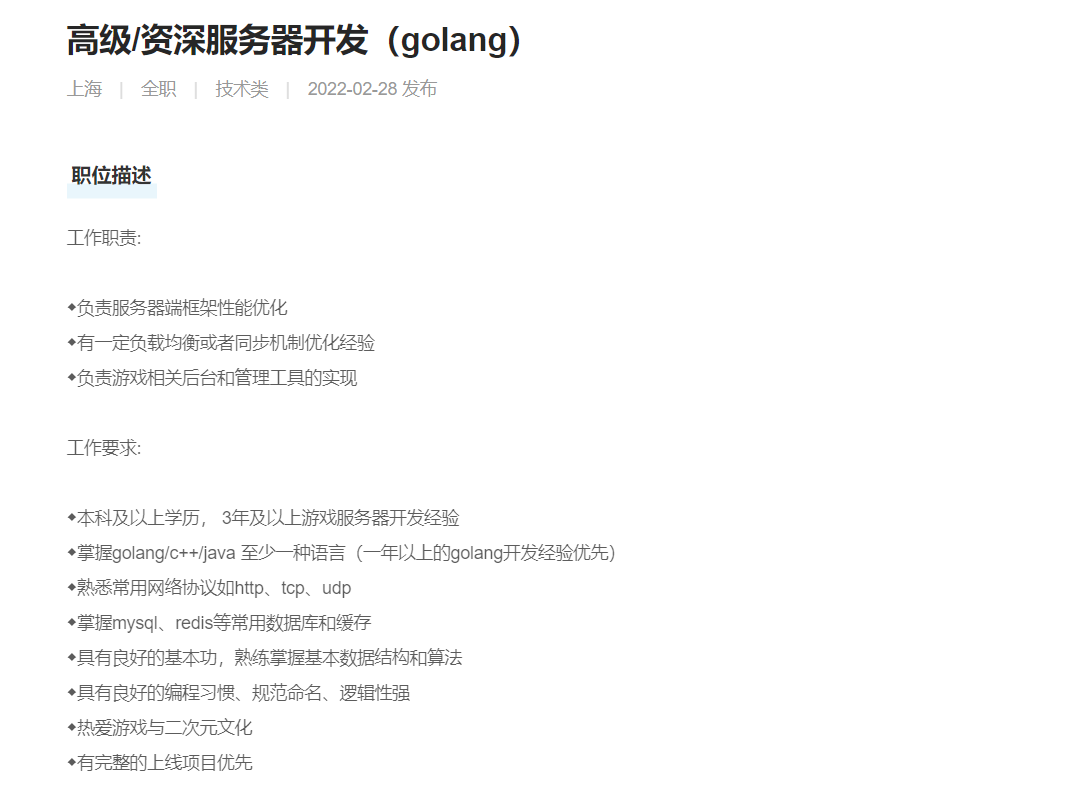 高级/资深服务器开发（golang）
上海 | 全职 | 技术类 | 2022-02-28 发布
职位描述
工作职责:
◆负责服务器端框架性能优化
◆有一定负载均衡或者同步机制优化经验
◆负责游戏相关后台和管理工具的实现
工作要求:
◆本科及以上学历， 3年及以上游戏服务器开发经验
◆掌握golang/c++/java 至少一种语言（一年以上的golang开发经验优先）
◆熟悉常用网络协议如http、tcp、udp
◆掌握mysql、redis等常用数据库和缓存
◆具有良好的基本功，熟练掌握基本数据结构和算法
◆具有良好的编程习惯、规范命名、逻辑性强
◆热爱游戏与二次元文化
◆有完整的上线项目优先